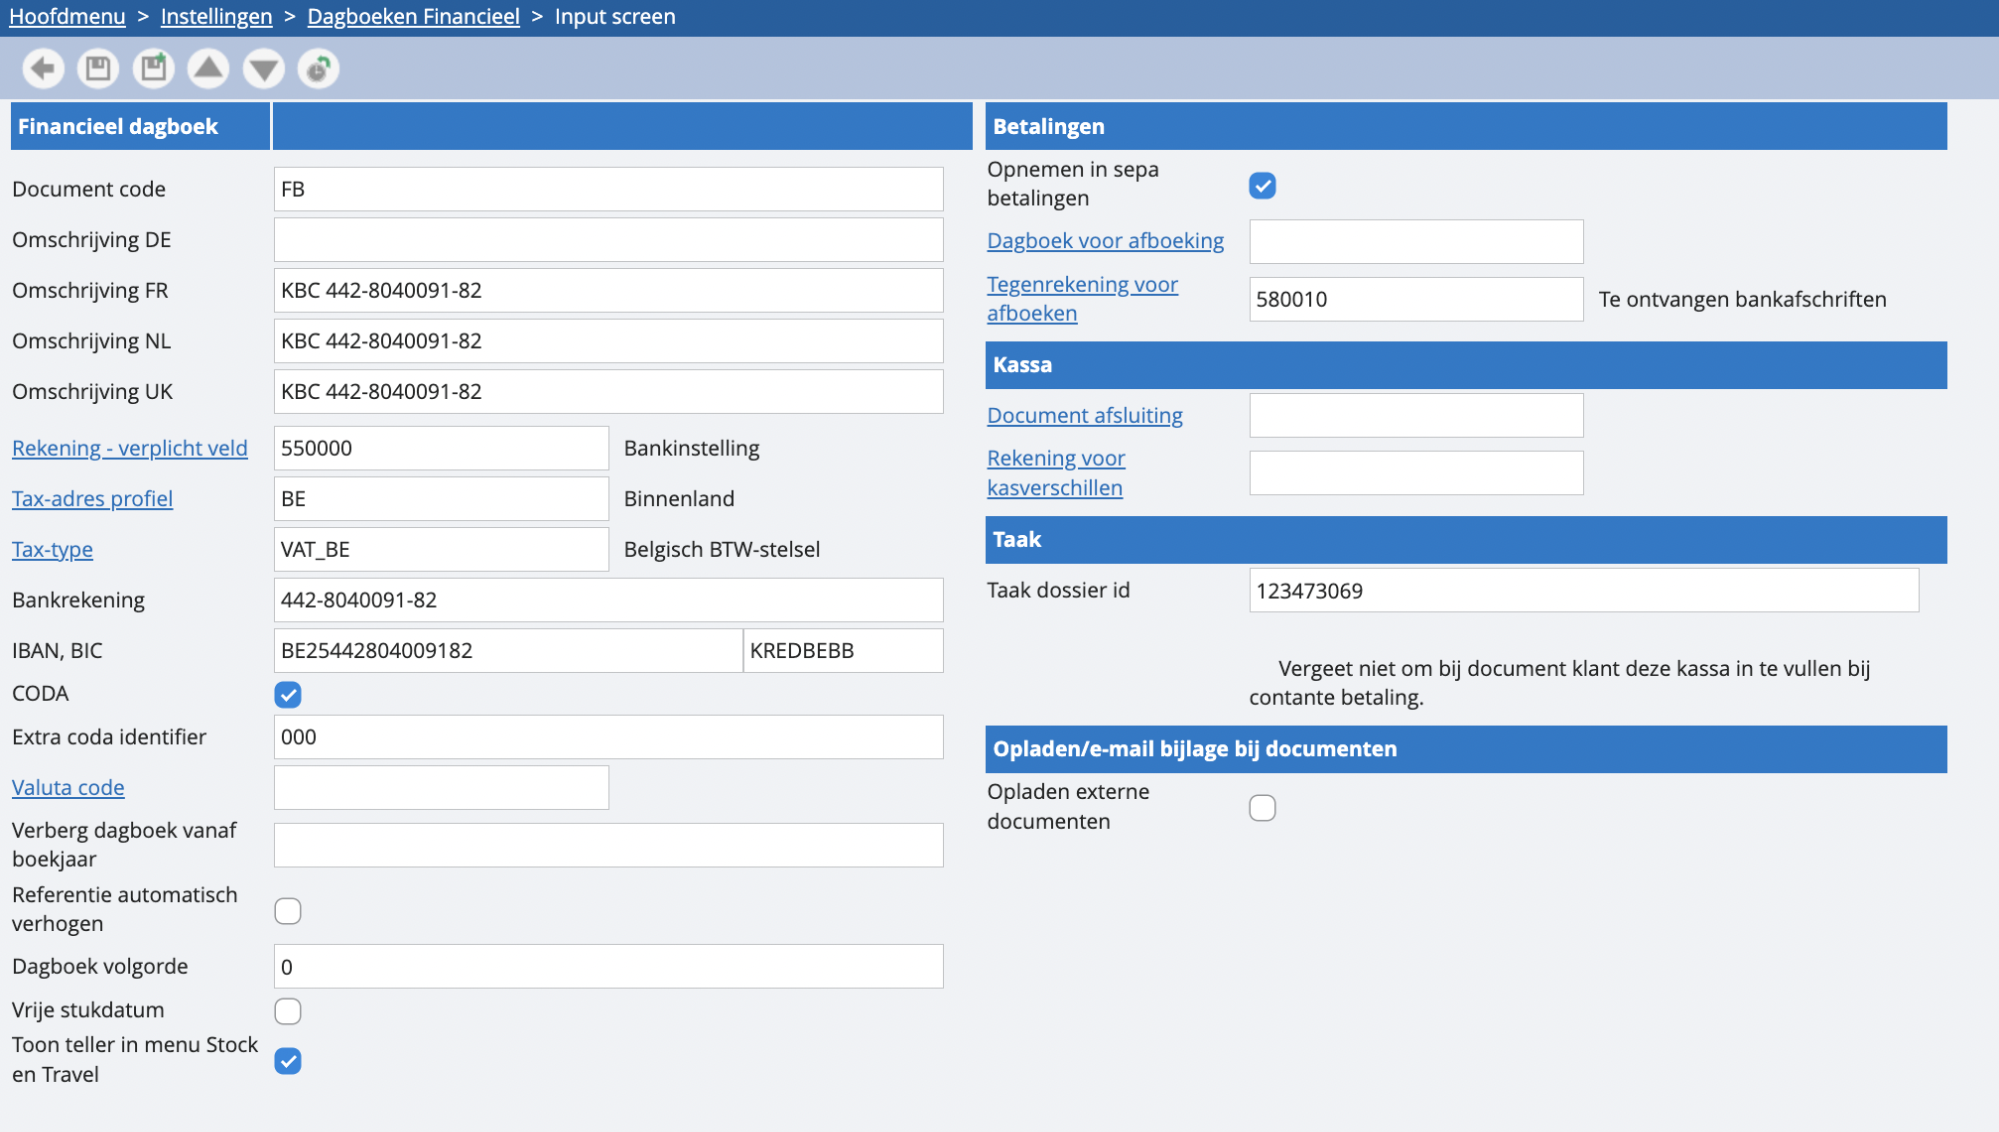 Hoofdmenu > Instellingen > Dagboeken Financieel > Input screen
Financieel dagboek
Document code FB
Omschrijving DE
Omschrijving FR KBC 442-8040091-82
Omschrijving NL KBC 442-8040091-82
Omschrijving UK KBC 442-8040091-82
Rekening - verplicht veld 550000 Bankinstelling
Tax-adres profiel BE Binnenland
Tax-type VAT_BE Belgisch BTW-stelsel
Bankrekening 442-8040091-82
IBAN, BIC BE25442804009182 KREDBEBB
CODA
Extra coda identifier 000
Valuta code
Verberg dagboek vanaf
boekjaar
Referentie automatisch
verhogen
Dagboek volgorde 0
Vrije stukdatum
Toon teller in menu Stock
en Travel
Betalingen
Opnemen in sepa
betalingen
Dagboek voor afboeking
Tegenrekening voor
afboeken 580010 Te ontvangen bankafschriften
Kassa
Document afsluiting
Rekening voor
kasverschillen
Taak
Taak dossier id 123473069
Vergeet niet om bij document klant deze kassa in te vullen bij
contante betaling.
Opladen/e-mail bijlage bij documenten
Opladen externe
documenten